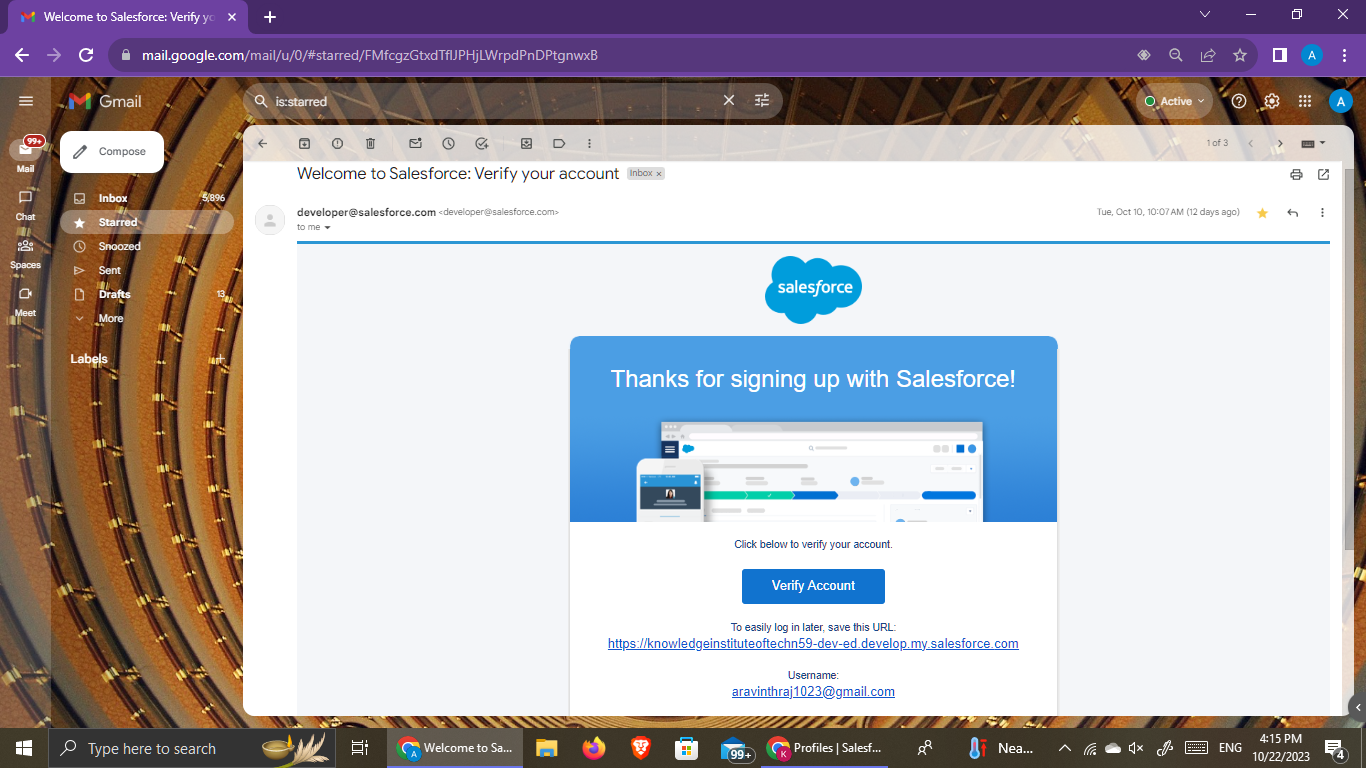 Welcome to Salesforce: Verify yo
mail.google.com/mail/u/0/#starred/FMfcgzGtxdTflJPHjLWrpdPnDPtgnwxB
A
Gmail
is:starred
Active
A
99+
Mail
Chat
Spaces
Meet
Compose
Inbox 5,896
Starred
Snoozed
Sent
Drafts 13
More
Labels
1 of 3
Welcome to Salesforce: Verify your account Inbox x
developer@salesforce.com <developer@salesforce.com> Tue, Oct 10, 10:07 AM (12 days ago)
to me
salesforce
Thanks for signing up with Salesforce!
Click below to verify your account.
Verify Account
To easily log in later, save this URL:
https://knowledgeinstituteoftechn59-dev-ed.develop.my.salesforce.com
Username:
aravinthraj1023@gmail.com
Type here to search
A
Welcome to Sa...
99+
K
Profiles | Salesf...
Nea...
ENG
4:15 PM
10/22/2023
4